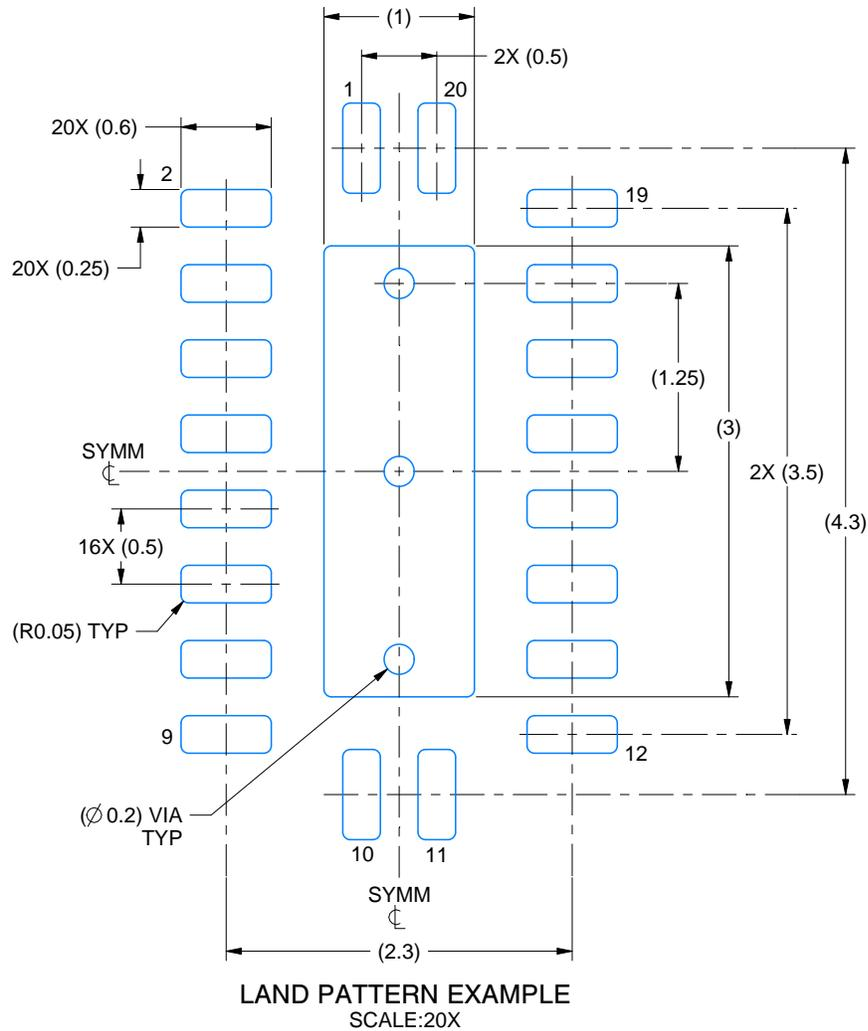 (1)
2X (0.5)
1
20
20X (0.6)
2
19
20X (0.25)
(1.25)
(3)
SYMM
℄
2X (3.5)
(4.3)
16X (0.5)
(R0.05) TYP
9
12
(∅ 0.2) VIA
TYP
10
11
SYMM
℄
(2.3)
LAND PATTERN EXAMPLE
SCALE:20X